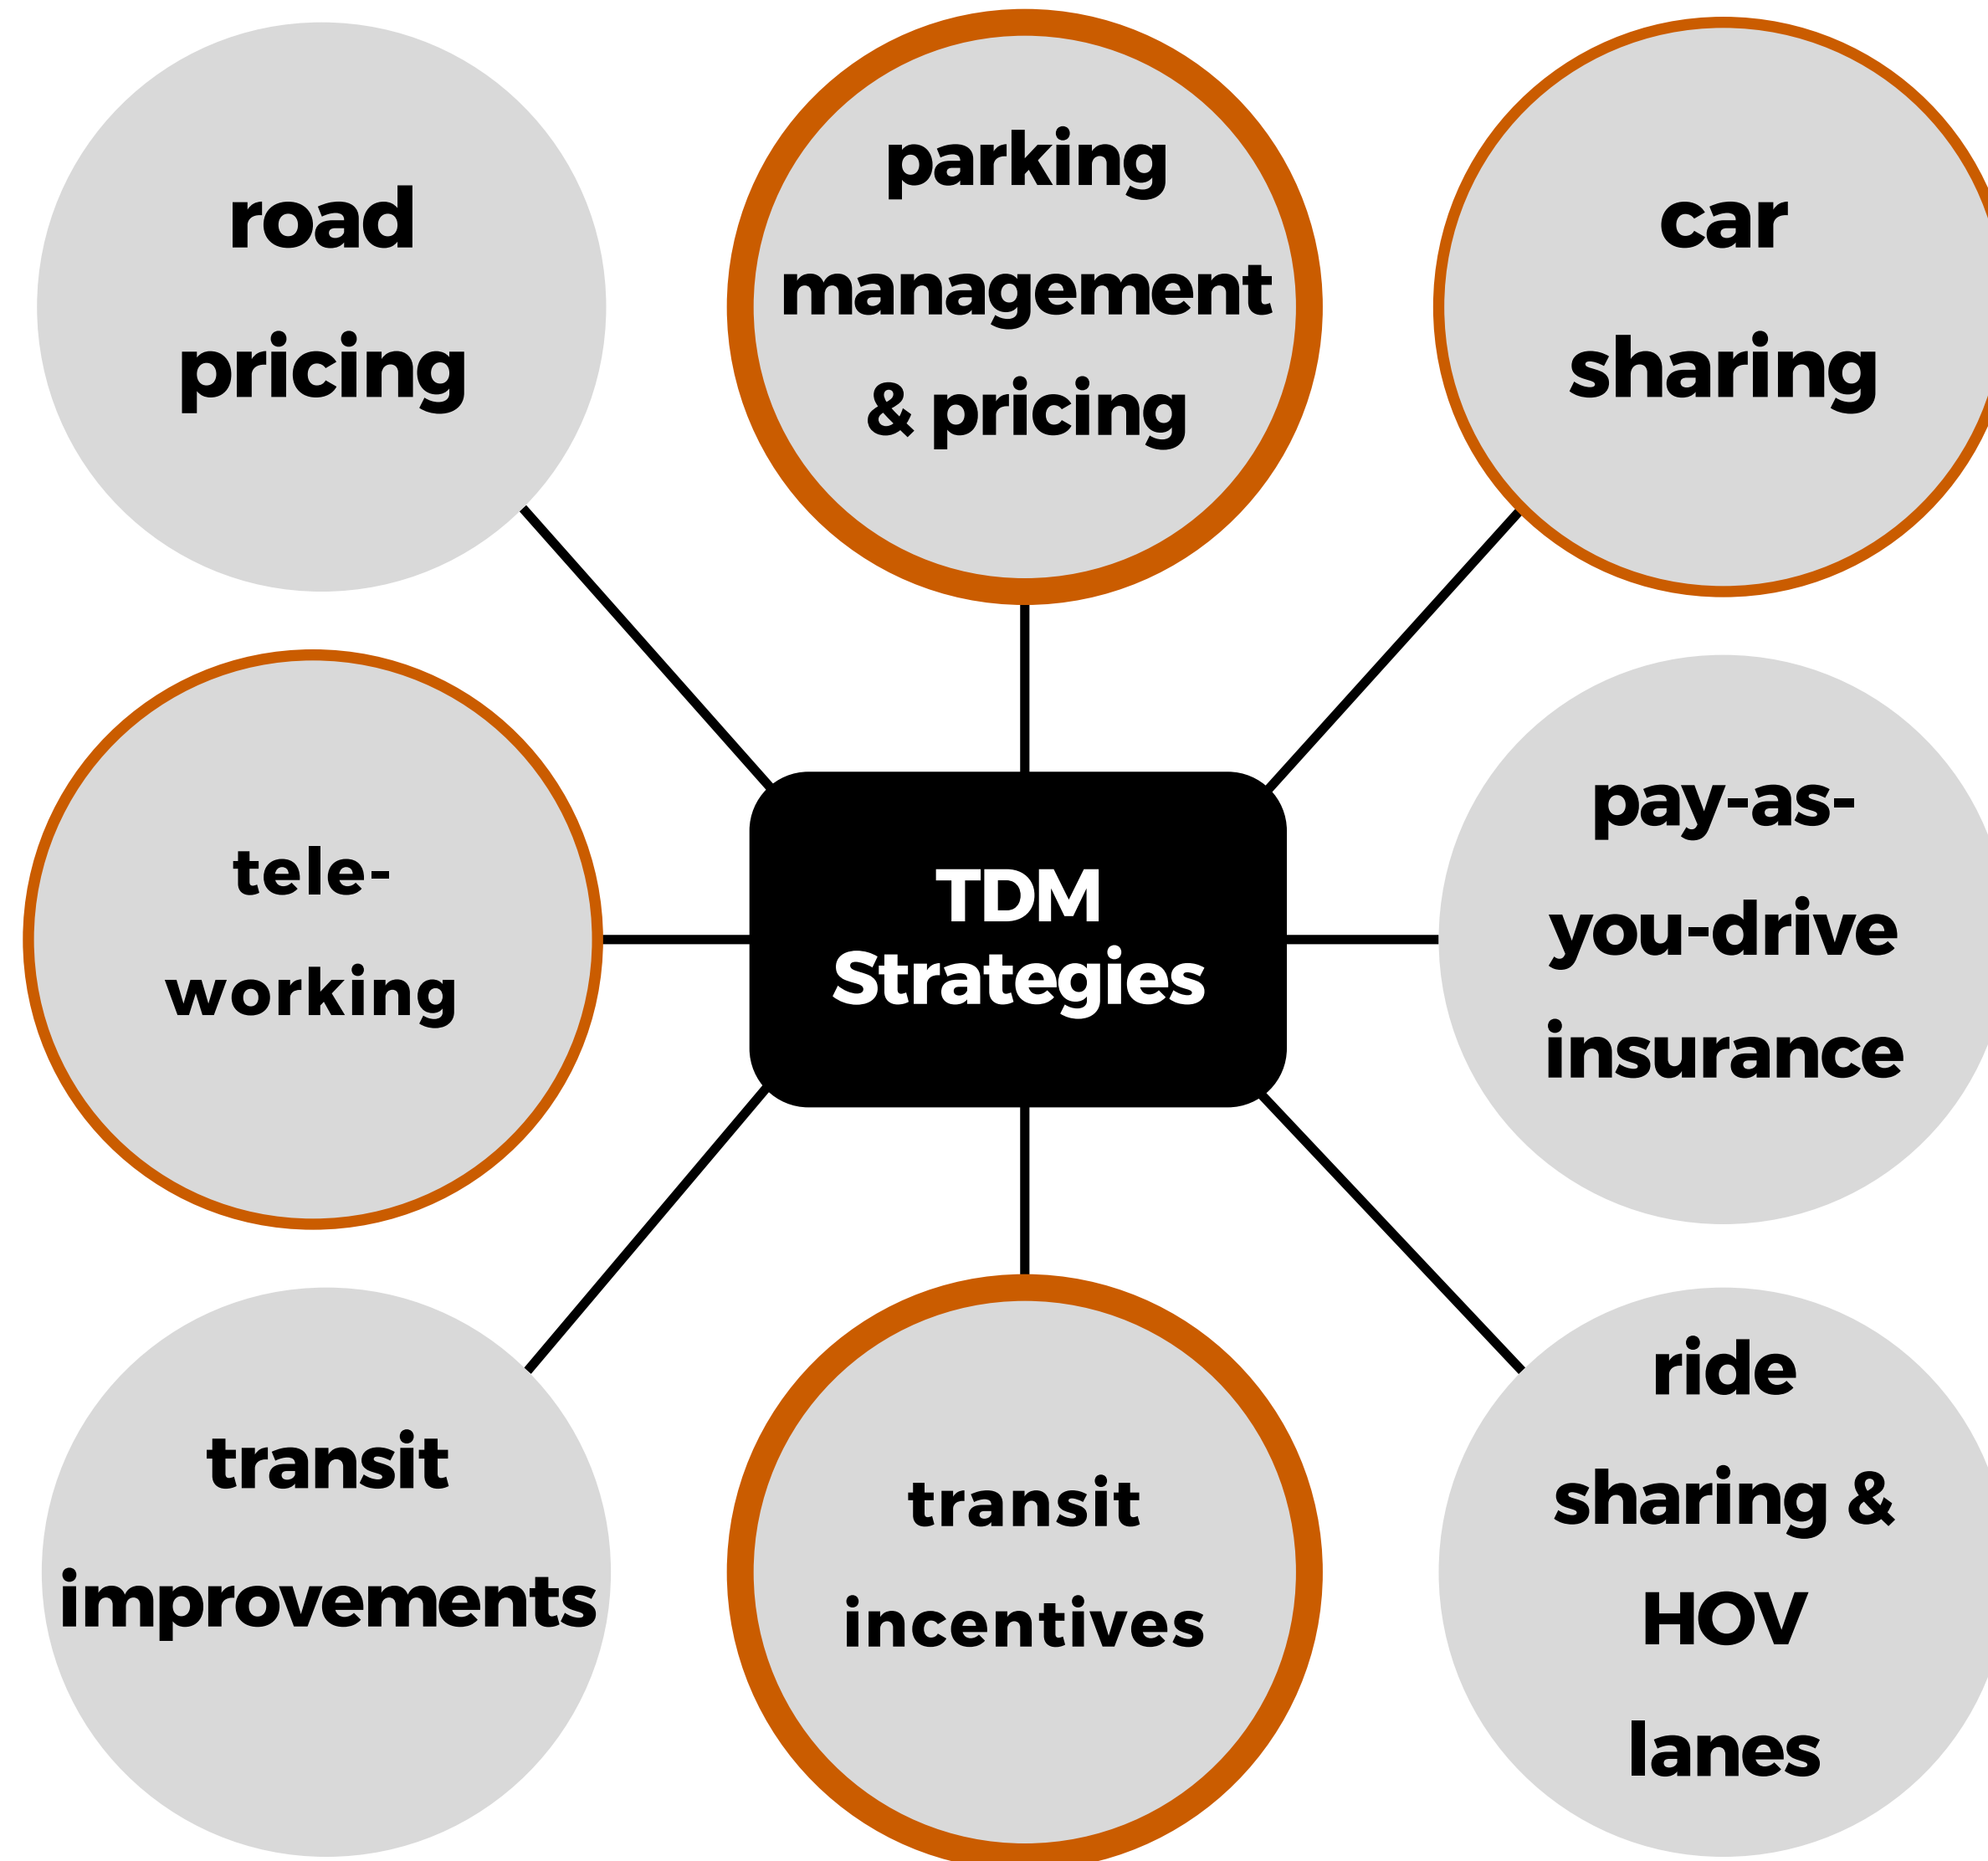 road
pricing
parking
management
& pricing
car
sharing
tele-
working
TDM
Strategies
pay-as-
you-drive
insurance
transit
improvements
transit
incentives
ride
sharing &
HOV
lanes